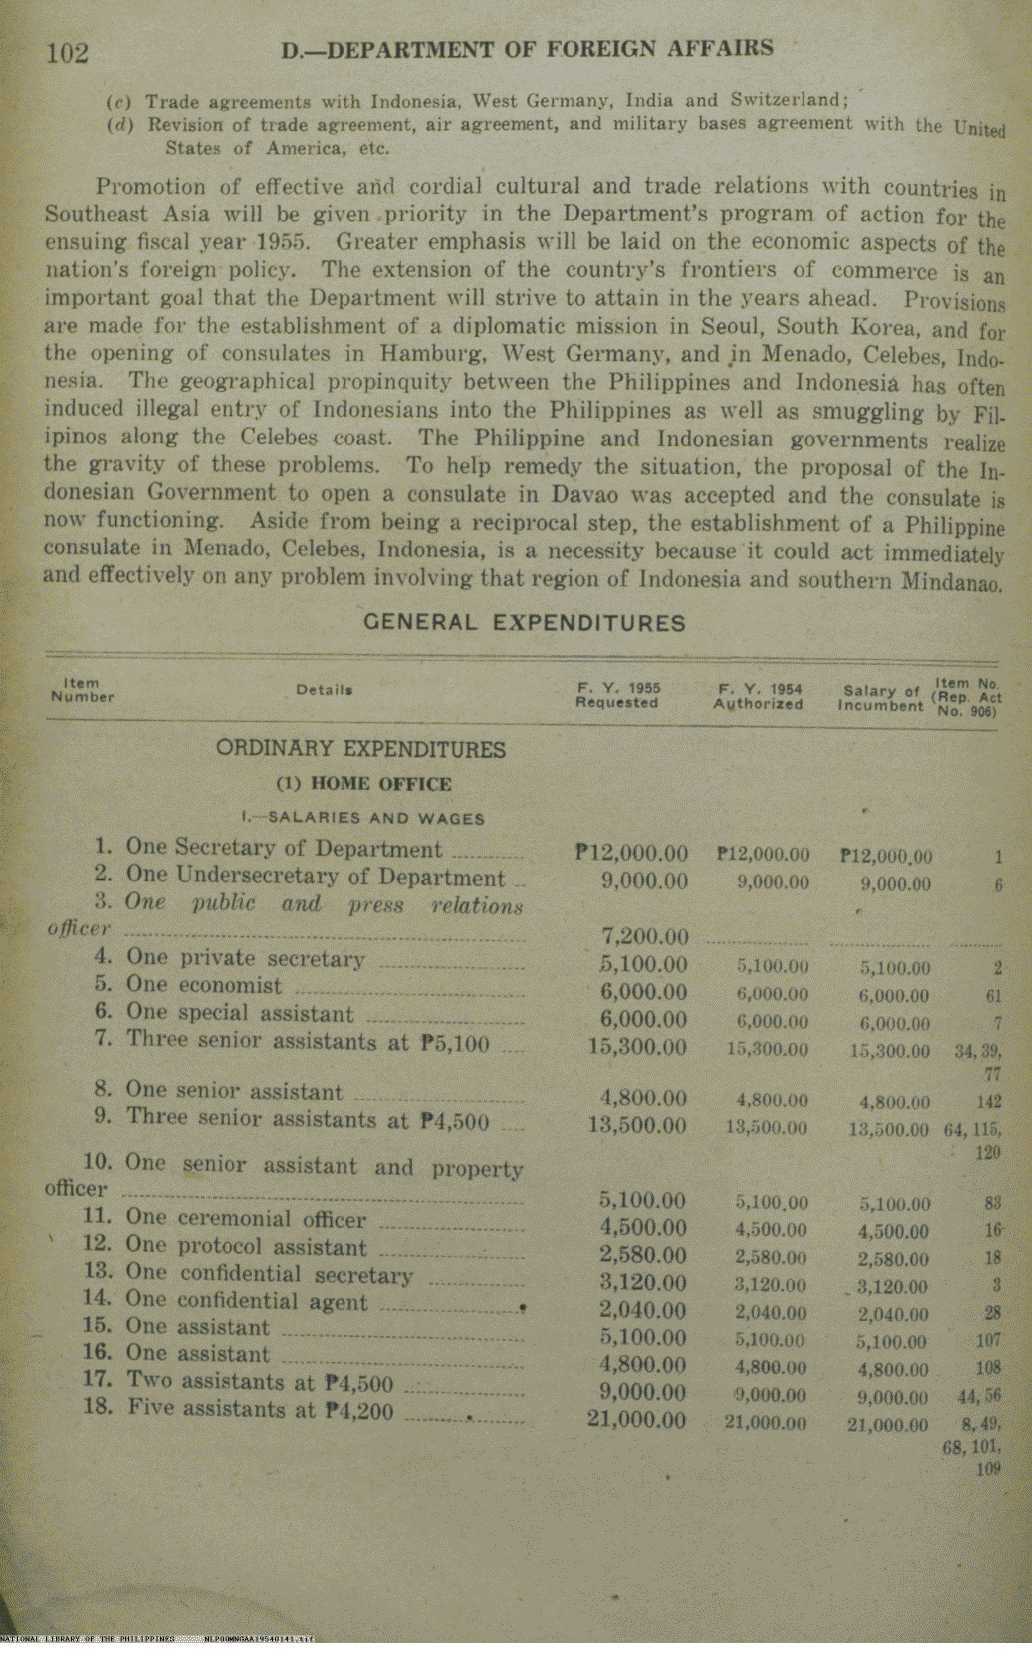 102 D.—DEPARTMENT OF FOREIGN AFFAIRS
(c) Trade agreements with Indonesia, West Germany, India and Switzerland;
(d) Revision of trade agreement, air agreement, and military bases agreement with the United
States of America, etc.
Promotion of effective and cordial cultural and trade relations with countries in
Southeast Asia will be given priority in the Department's program of action for the
ensuing fiscal year 1955. Greater emphasis will be laid on the economic aspects of the
nation's foreign policy. The extension of the country's frontiers of commerce is an
important goal that the Department will strive to attain in the years ahead. Provisions
are made for the establishment of a diplomatic mission in Seoul, South Korea, and for
the opening of consulates in Hamburg, West Germany, and in Menado, Celebes, Indo-
nesia. The geographical propinquity between the Philippines and Indonesia has often
induced illegal entry of Indonesians into the Philippines as well as smuggling by Fil-
ipinos along the Celebes coast. The Philippine and Indonesian governments realize
the gravity of these problems. To help remedy the situation, the proposal of the In-
donesian Government to open a consulate in Davao was accepted and the consulate is
now functioning. Aside from being a reciprocal step, the establishment of a Philippine
consulate in Menado, Celebes, Indonesia, is a necessity because it could act immediately
and effectively on any problem involving that region of Indonesia and southern Mindanao.
GENERAL EXPENDITURES
Item Number Details F. Y. 1955 Requested F. Y. 1954 Authorized Salary of Incumbent Item No. (Rep. Act No. 906)
ORDINARY EXPENDITURES
(1) HOME OFFICE
I.—SALARIES AND WAGES
1. One Secretary of Department ₱12,000.00 ₱12,000.00 ₱12,000.00 1
2. One Undersecretary of Department 9,000.00 9,000.00 9,000.00 6
3. One public and press relations
officer 7,200.00
4. One private secretary 5,100.00 5,100.00 5,100.00 2
5. One economist 6,000.00 6,000.00 6,000.00 61
6. One special assistant 6,000.00 6,000.00 6,000.00 7
7. Three senior assistants at ₱5,100 15,300.00 15,300.00 15,300.00 34, 39,
77
8. One senior assistant 4,800.00 4,800.00 4,800.00 142
9. Three senior assistants at ₱4,500 13,500.00 13,500.00 13,500.00 64, 115,
120
10. One senior assistant and property
officer 5,100.00 5,100.00 5,100.00 83
11. One ceremonial officer 4,500.00 4,500.00 4,500.00 16
12. One protocol assistant 2,580.00 2,580.00 2,580.00 18
13. One confidential secretary 3,120.00 3,120.00 3,120.00 3
14. One confidential agent 2,040.00 2,040.00 2,040.00 28
15. One assistant 5,100.00 5,100.00 5,100.00 107
16. One assistant 4,800.00 4,800.00 4,800.00 108
17. Two assistants at ₱4,500 9,000.00 9,000.00 9,000.00 44, 56
18. Five assistants at ₱4,200 21,000.00 21,000.00 21,000.00 8, 49,
68, 101,
109
NATIONAL LIBRARY OF THE PHILIPPINES NLP00MNGAA19540141.tif